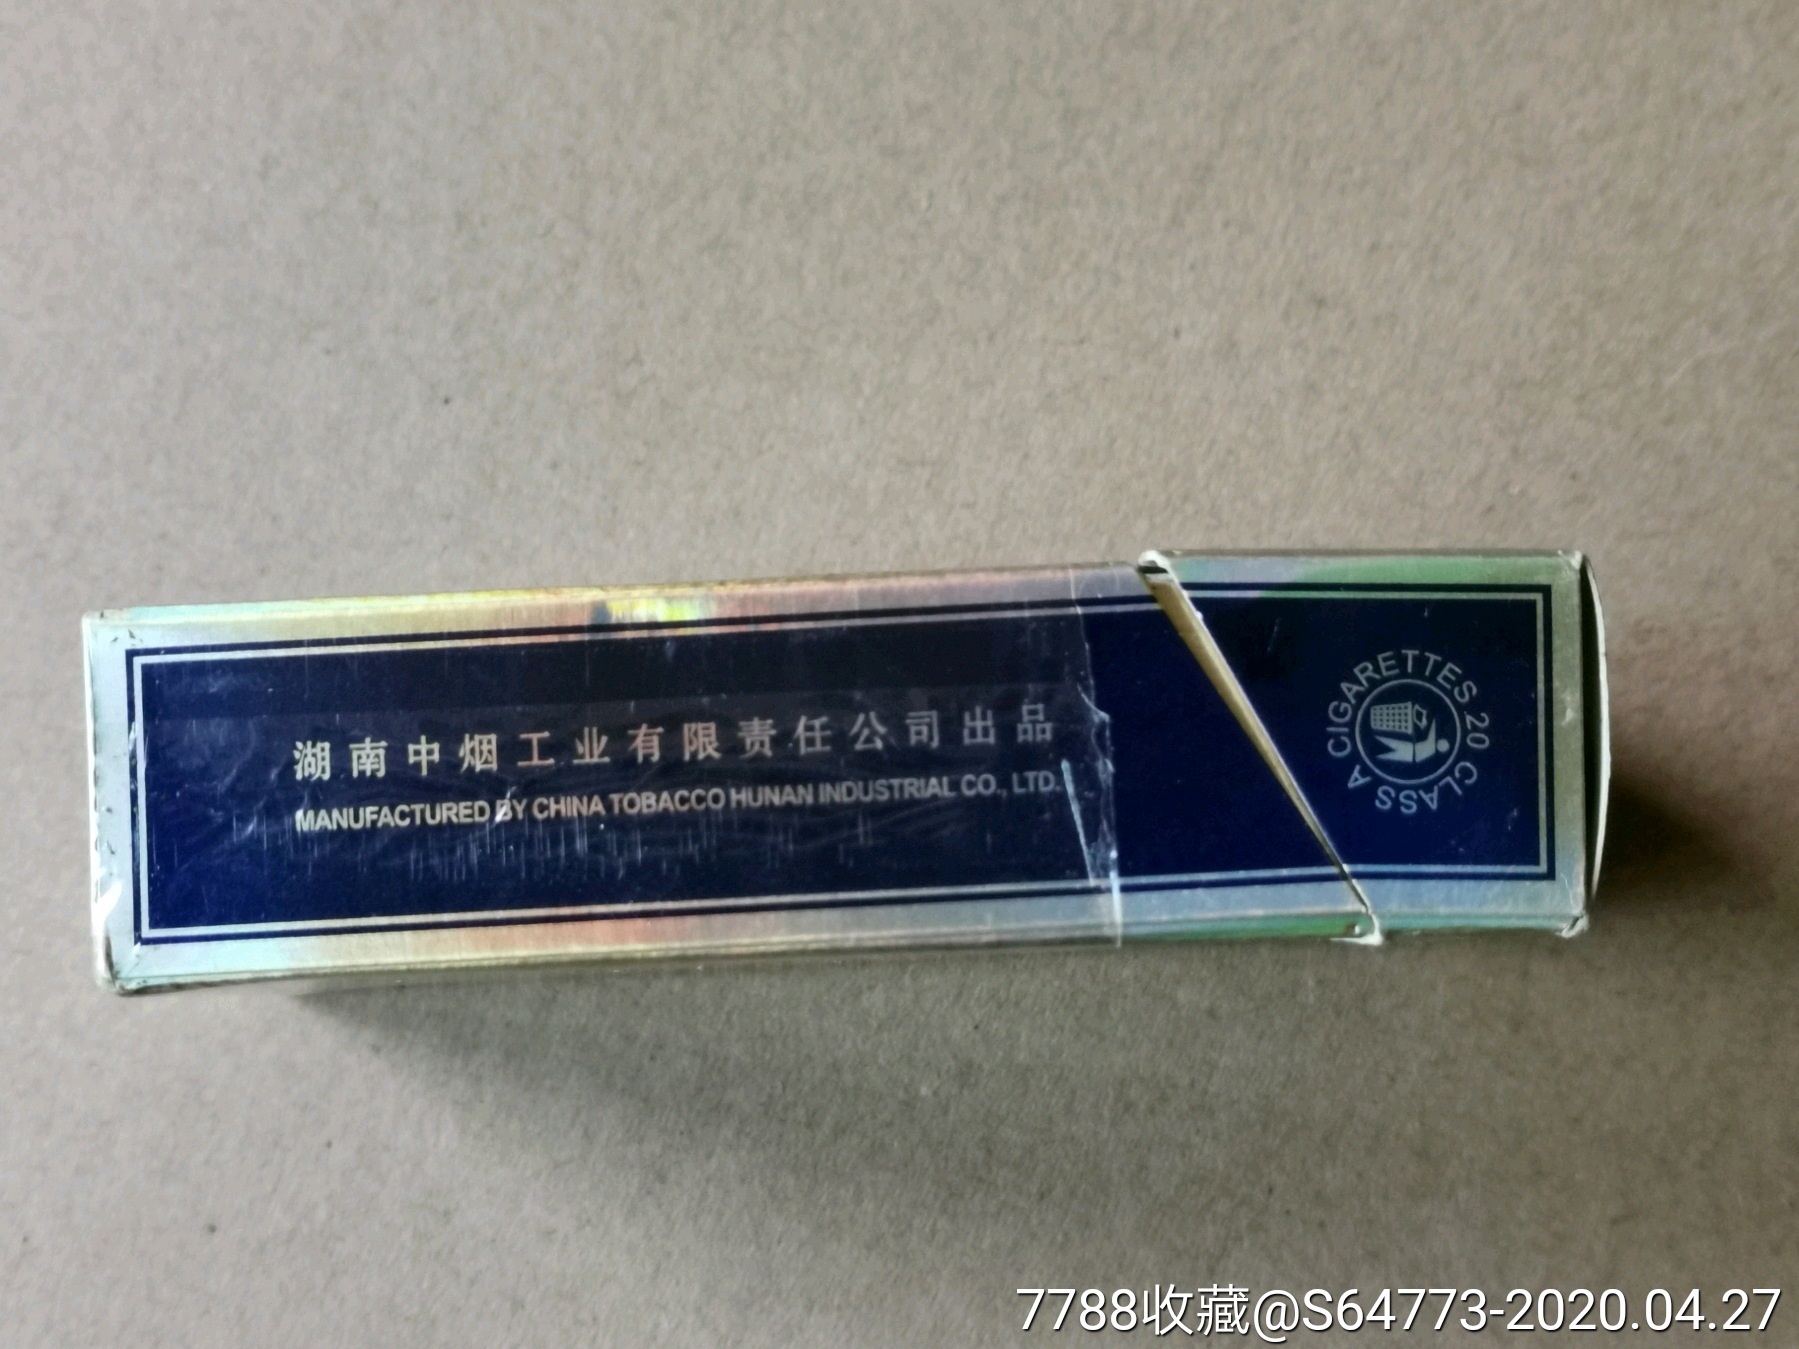 湖南中烟工业有限责任公司出品
MANUFACTURED BY CHINA TOBACCO HUNAN INDUSTRIAL CO., LTD.
20 CLASS A CIGARETTES
7788收藏@S64773-2020.04.27